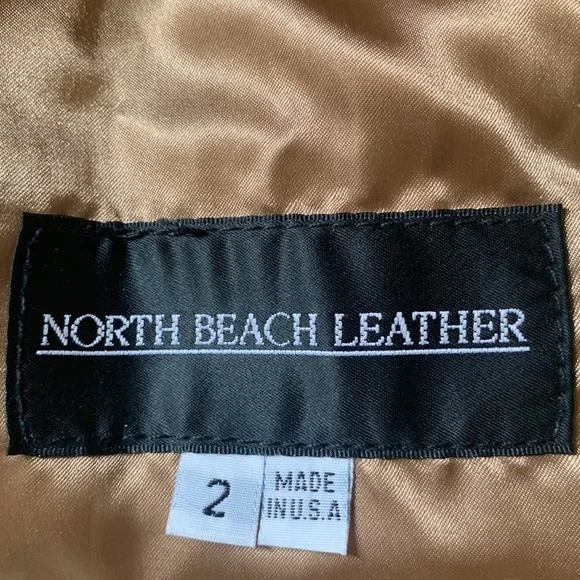 NORTH BEACH LEATHER
2
MADE
IN U.S.A